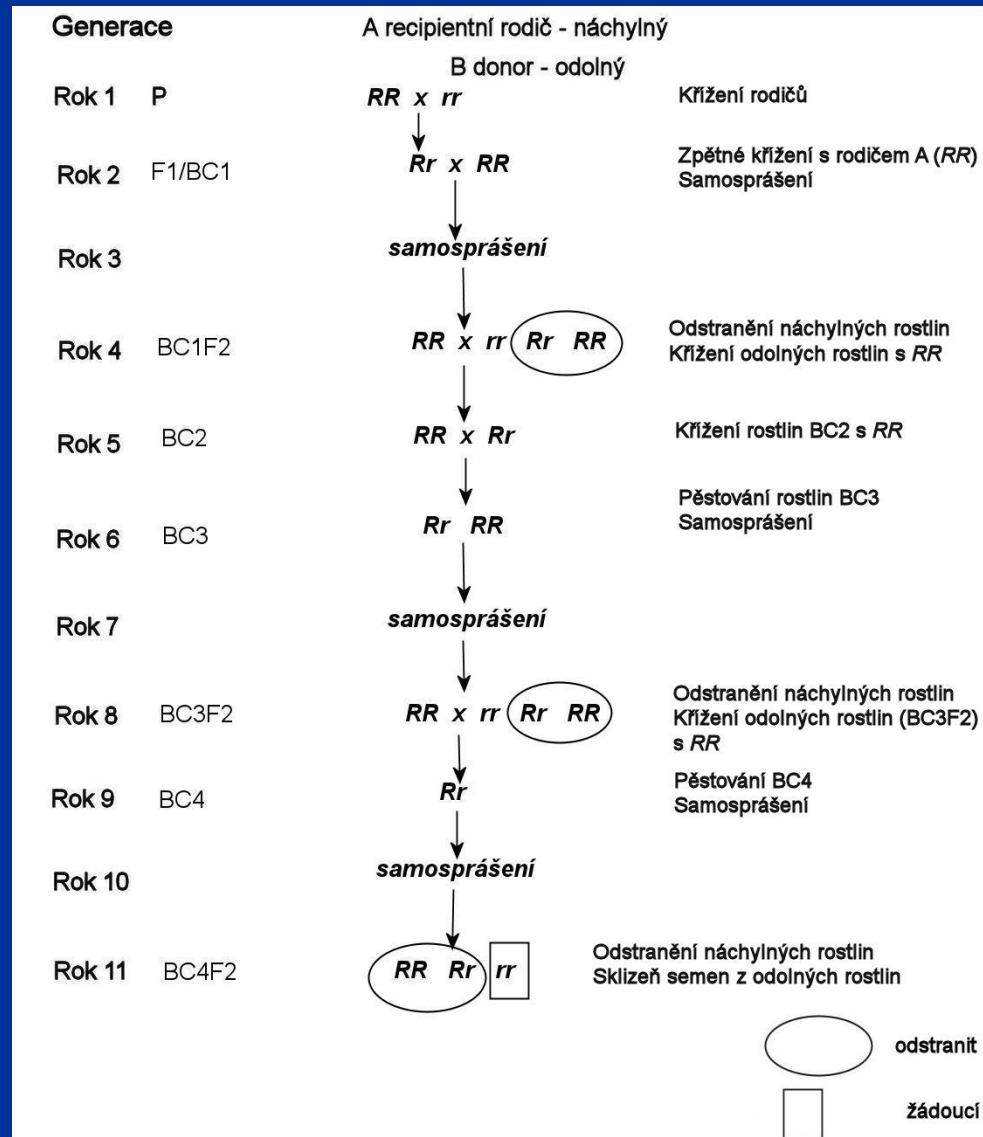 Generace
A recipientní rodič - náchylný
B donor - odolný
Rok 1 P RR x rr Křížení rodičů
Rok 2 F1/BC1 Rr x RR Zpětné křížení s rodičem A (RR)
Samosprášení
Rok 3 samosprášení
Rok 4 BC1F2 RR x rr Rr RR Odstranění náchylných rostlin
Křížení odolných rostlin s RR
Rok 5 BC2 RR x Rr Křížení rostlin BC2 s RR
Rok 6 BC3 Rr RR Pěstování rostlin BC3
Samosprášení
Rok 7 samosprášení
Rok 8 BC3F2 RR x rr Rr RR Odstranění náchylných rostlin
Křížení odolných rostlin (BC3F2)
s RR
Rok 9 BC4 Rr Pěstování BC4
Samosprášení
Rok 10 samosprášení
Rok 11 BC4F2 RR Rr rr Odstranění náchylných rostlin
Sklizeň semen z odolných rostlin
odstranit
žádoucí